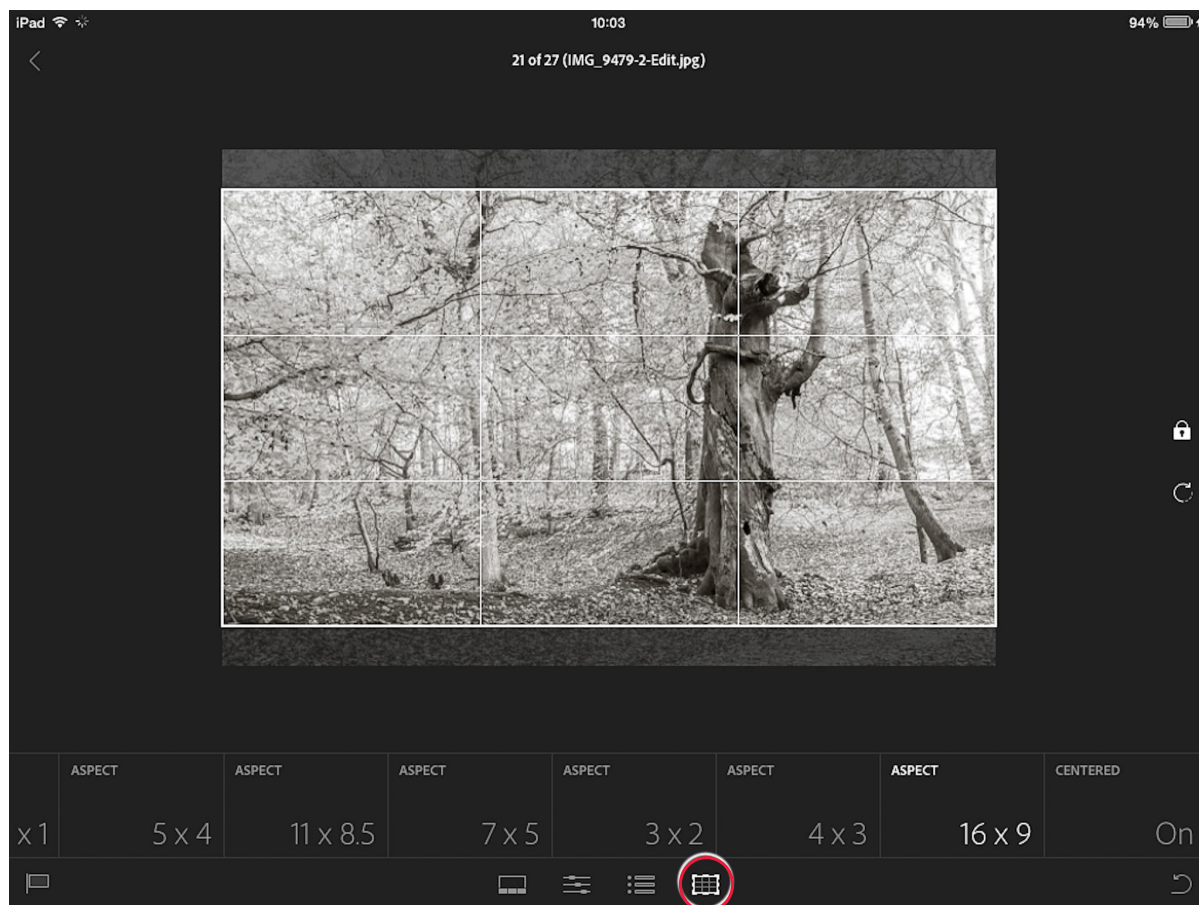 iPad 10:03 94%
21 of 27 (IMG_9479-2-Edit.jpg)
ASPECT ASPECT ASPECT ASPECT ASPECT ASPECT CENTERED
x 1 5 x 4 11 x 8.5 7 x 5 3 x 2 4 x 3 16 x 9 On